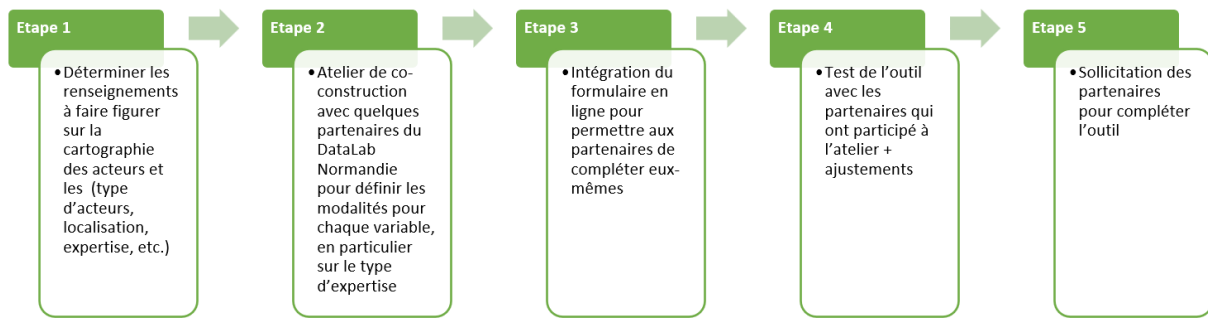 Etape 1
•Déterminer les
renseignements
à faire figurer
sur la
cartographie
des acteurs et
les (type
d’acteurs,
localisation,
expertise, etc.)
Etape 2
•Atelier de co-
construction
avec quelques
partenaires du
DataLab
Normandie
pour définir les
modalités pour
chaque variable,
en particulier
sur le type
d’expertise
Etape 3
•Intégration du
formulaire en
ligne pour
permettre aux
partenaires de
compléter eux-
mêmes
Etape 4
•Test de l’outil
avec les
partenaires qui
ont participé à
l’atelier +
ajustements
Etape 5
•Sollicitation des
partenaires
pour compléter
l’outil